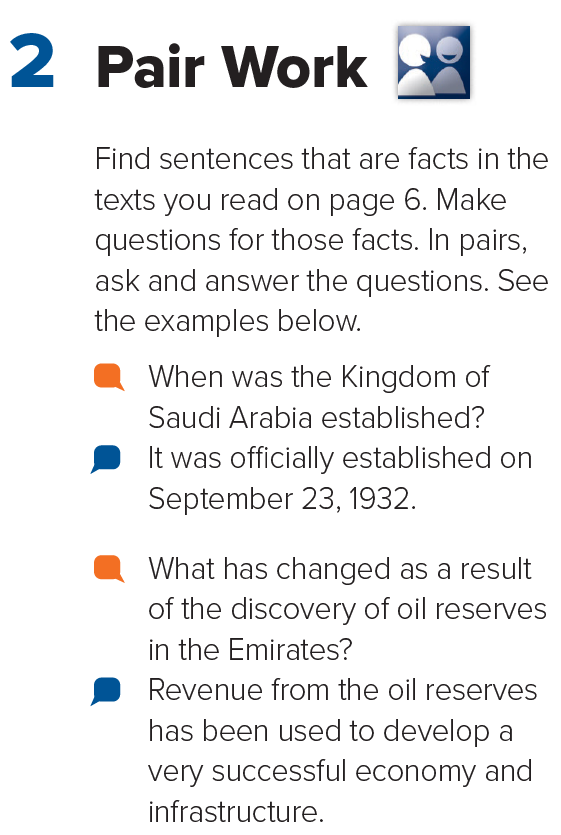 2 Pair Work
Find sentences that are facts in the
texts you read on page 6. Make
questions for those facts. In pairs,
ask and answer the questions. See
the examples below.
When was the Kingdom of
Saudi Arabia established?
It was officially established on
September 23, 1932.
What has changed as a result
of the discovery of oil reserves
in the Emirates?
Revenue from the oil reserves
has been used to develop a
very successful economy and
infrastructure.